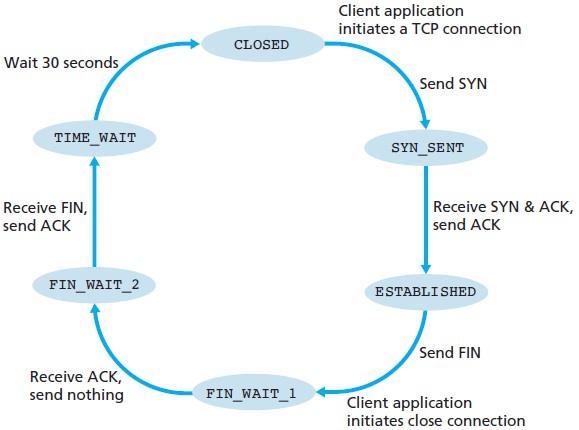 Client application
initiates a TCP connection
CLOSED
Wait 30 seconds
Send SYN
TIME_WAIT
SYN_SENT
Receive FIN,
send ACK
Receive SYN & ACK,
send ACK
FIN_WAIT_2
ESTABLISHED
Send FIN
Receive ACK,
send nothing
FIN_WAIT_1
Client application
initiates close connection